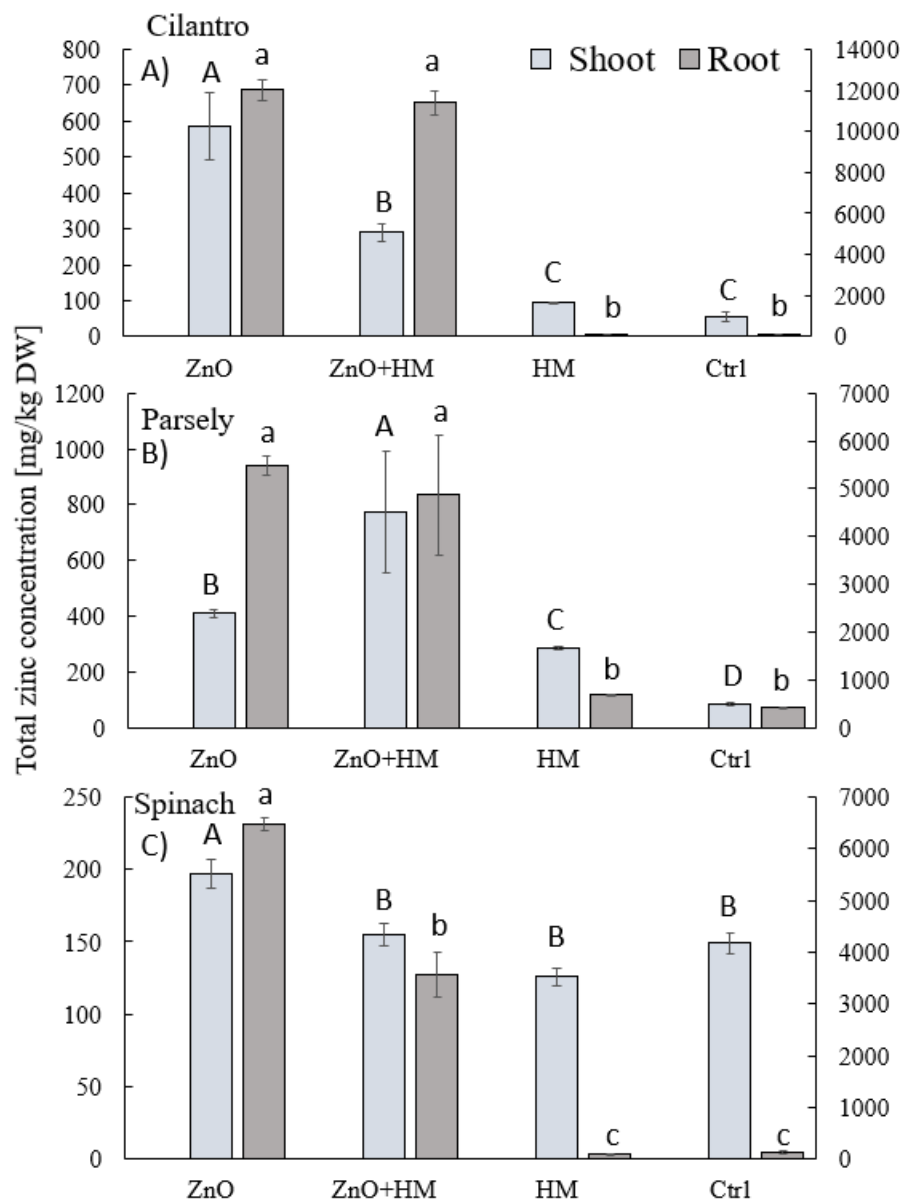 Cilantro
A)
Shoot Root
800
700
600
500
400
300
200
100
0
A a
B a
C b
C b
14000
12000
10000
8000
6000
4000
2000
0
ZnO ZnO+HM HM Ctrl
Total zinc concentration [mg/kg DW]
Parsely
B)
1200
1000
800
600
400
200
0
B a
A a
C b
D b
7000
6000
5000
4000
3000
2000
1000
0
ZnO ZnO+HM HM Ctrl
Spinach
C)
250
200
150
100
50
0
A a
B b
B c
B c
7000
6000
5000
4000
3000
2000
1000
0
ZnO ZnO+HM HM Ctrl